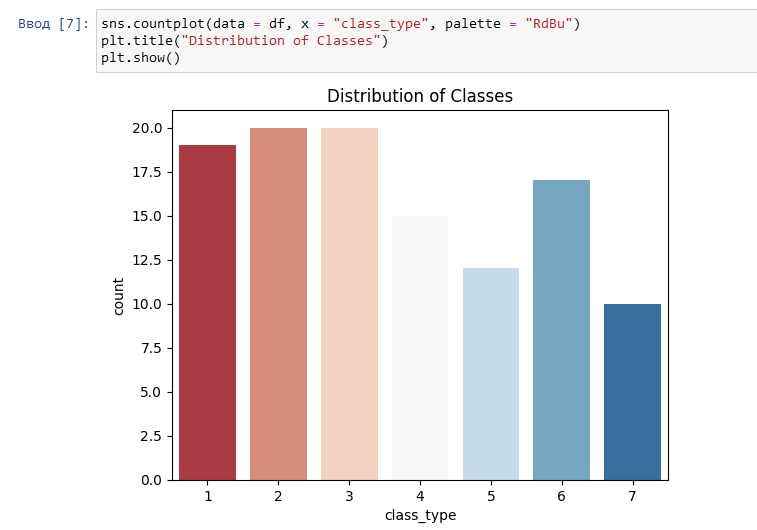 Ввод [7]: sns.countplot(data = df, x = "class_type", palette = "RdBu")
plt.title("Distribution of Classes")
plt.show()
Distribution of Classes
20.0
17.5
15.0
12.5
10.0
7.5
5.0
2.5
0.0
count
1 2 3 4 5 6 7
class_type